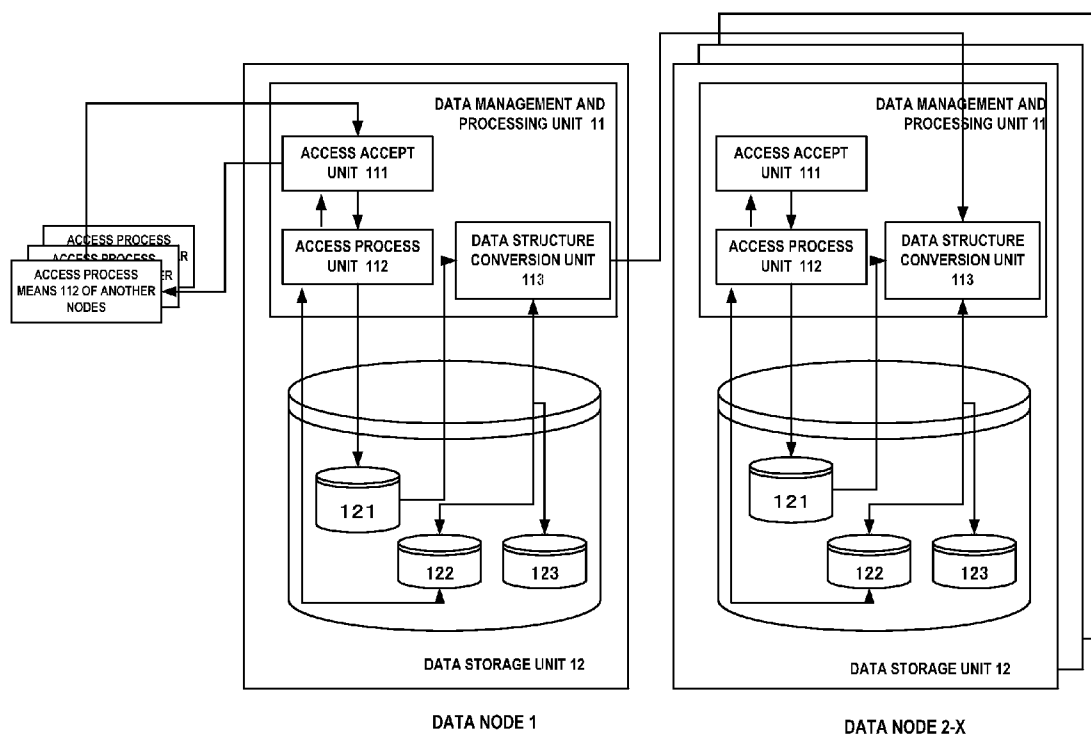 DATA MANAGEMENT AND
PROCESSING UNIT 11
ACCESS ACCEPT
UNIT 111
ACCESS PROCESS
UNIT 112
DATA STRUCTURE
CONVERSION UNIT
113
ACCESS PROCESS
ACCESS PROCESS
ACCESS PROCESS
MEANS 112 OF ANOTHER
NODES
121
122
123
DATA STORAGE UNIT 12
DATA NODE 1
DATA MANAGEMENT AND
PROCESSING UNIT 11
ACCESS ACCEPT
UNIT 111
ACCESS PROCESS
UNIT 112
DATA STRUCTURE
CONVERSION UNIT
113
121
122
123
DATA STORAGE UNIT 12
DATA NODE 2-X